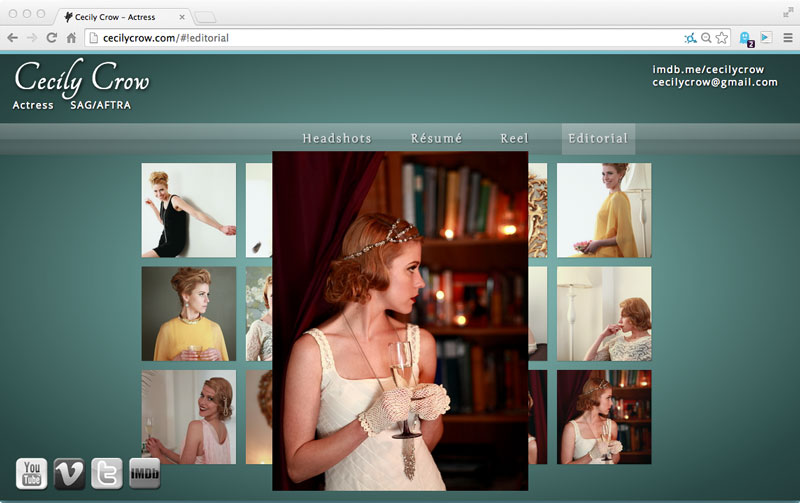 Cecily Crow – Actress
cecilycrow.com/#!editorial
2
Cecily Crow
imdb.me/cecilycrow
cecilycrow@gmail.com
Actress SAG/AFTRA
Headshots Résumé Reel Editorial
You Tube V t IMDb